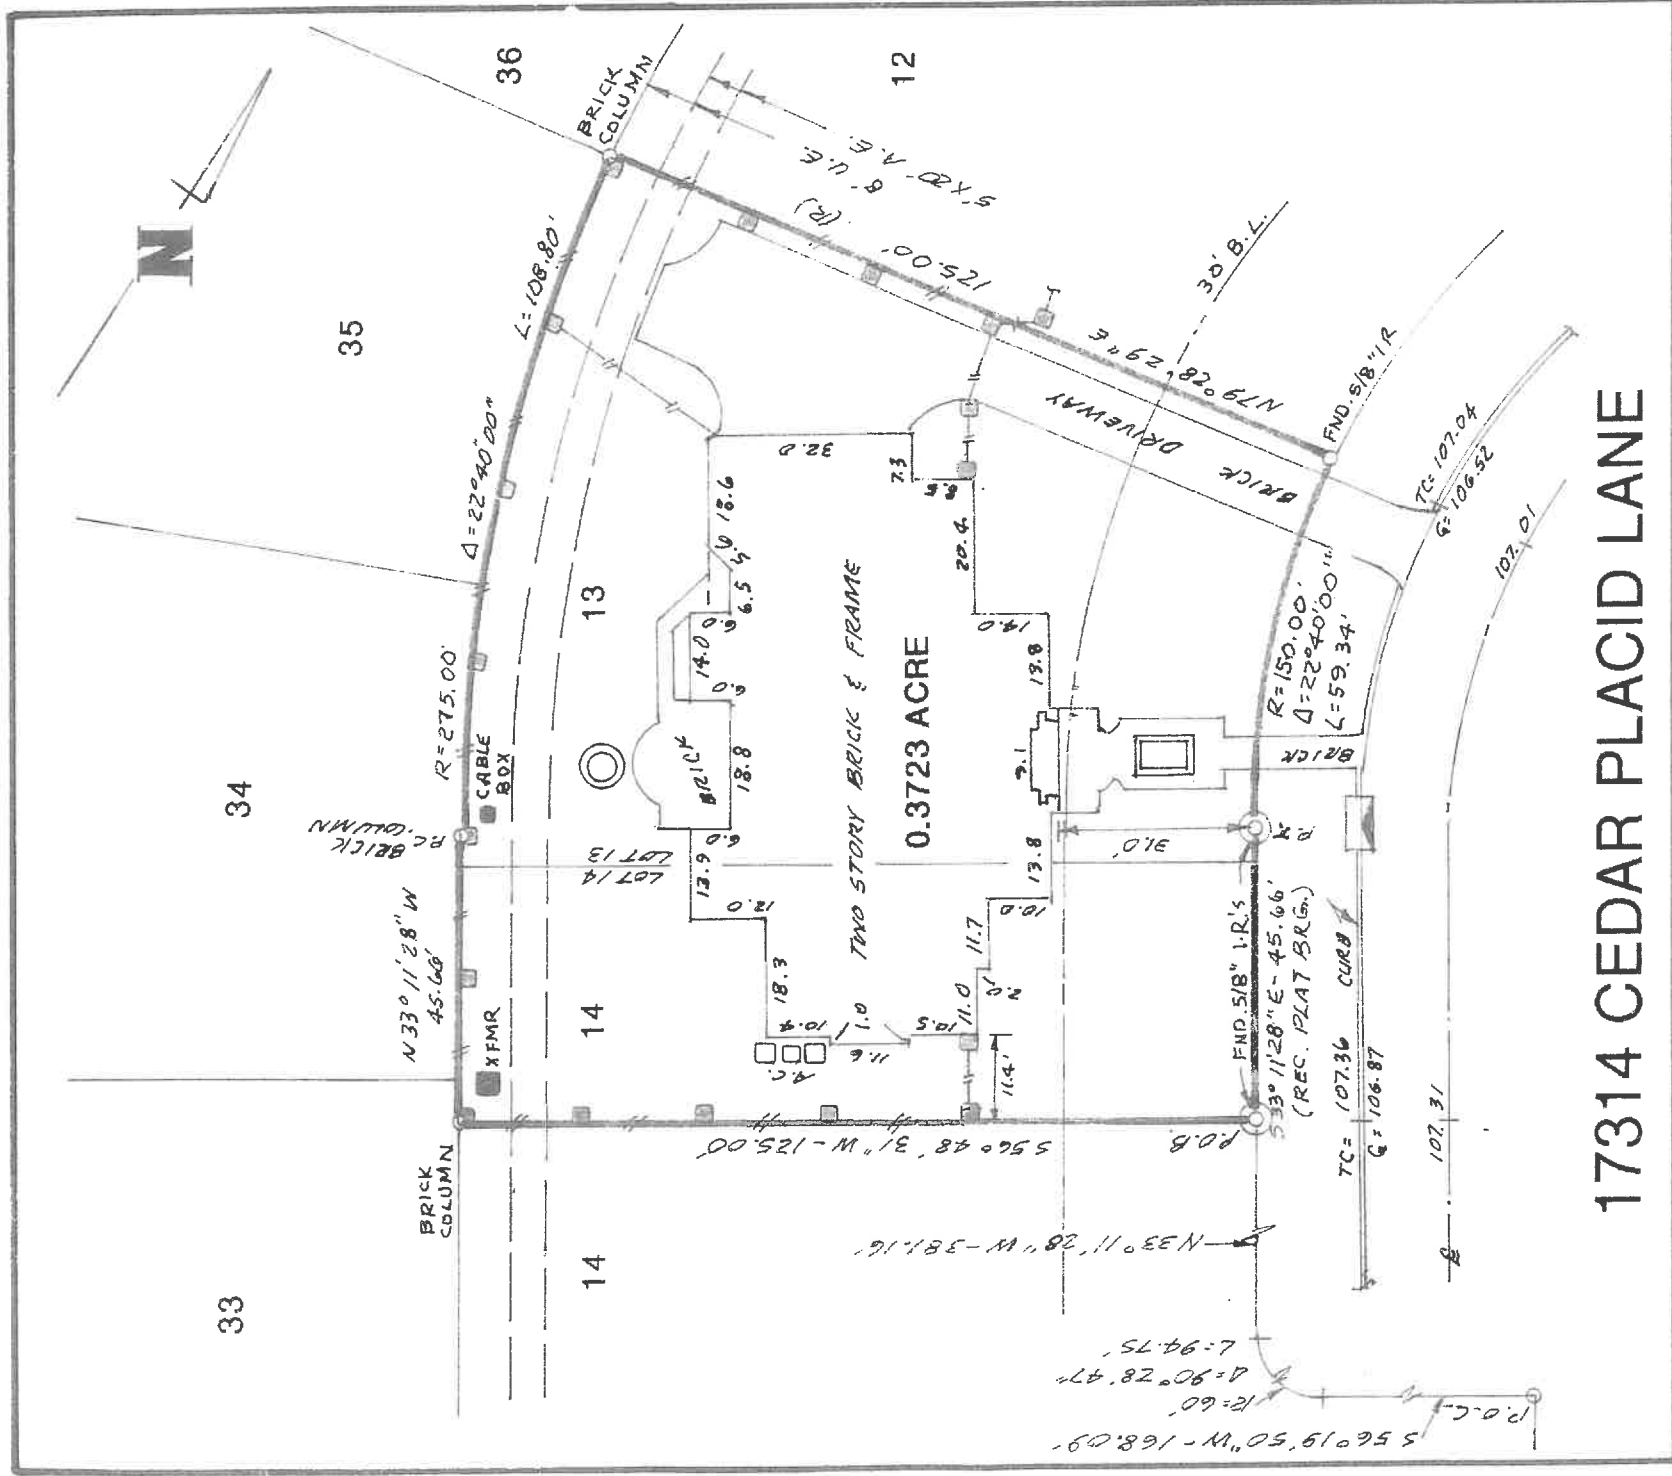 N
36
12
35
34
33
13
14
14
BRICK
COLUMN
L=108.80'
Δ=22°40'00"
R=275.00'
CABLE
BOX
BRICK
COLUMN
P.C.
N33°11'28"W
45.66'
XFMR
BRICK
COLUMN
LOT 13
LOT 14
8' U.E.
5'X20' A.E.
(R)
125.00'
N79°28'29"E
30' B.L.
FND. 5/8" IR
BRICK DRIVEWAY
32.0
7.3
18.6
6.5
6.0
14.0
6.0
BRICK
18.8
6.0
13.9
12.0
18.3
10.4
1.0
11.6
10.5
A.C.
11.0
2.0
11.7
10.0
13.8
9.1
13.8
14.0
20.4
TWO STORY BRICK & FRAME
0.3723 ACRE
11.4'
31.0'
S56°48'31"W-125.00'
P.O.B.
FND. 5/8" I.R.'s
S33°11'28"E-45.66'
(REC. PLAT BRG.)
R=150.00'
Δ=22°40'00"
L=59.34'
BRICK
TC=107.04
G=106.52
107.01
TC=107.36
G=106.87
CURB
107.31
N33°11'28"W-381.16'
L=94.75'
Δ=90°28'47"
R=60'
P.O.C.
S56°19'50"W-168.09'
17314 CEDAR PLACID LANE